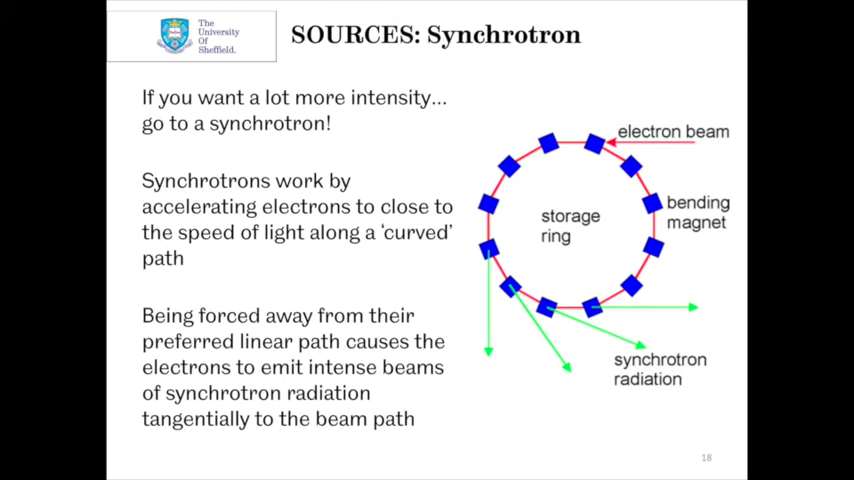 The
University
Of
Sheffield.
SOURCES: Synchrotron
If you want a lot more intensity...
go to a synchrotron!
Synchrotrons work by
accelerating electrons to close to
the speed of light along a ‘curved’
path
Being forced away from their
preferred linear path causes the
electrons to emit intense beams
of synchrotron radiation
tangentially to the beam path
electron beam
bending
magnet
storage
ring
synchrotron
radiation
18